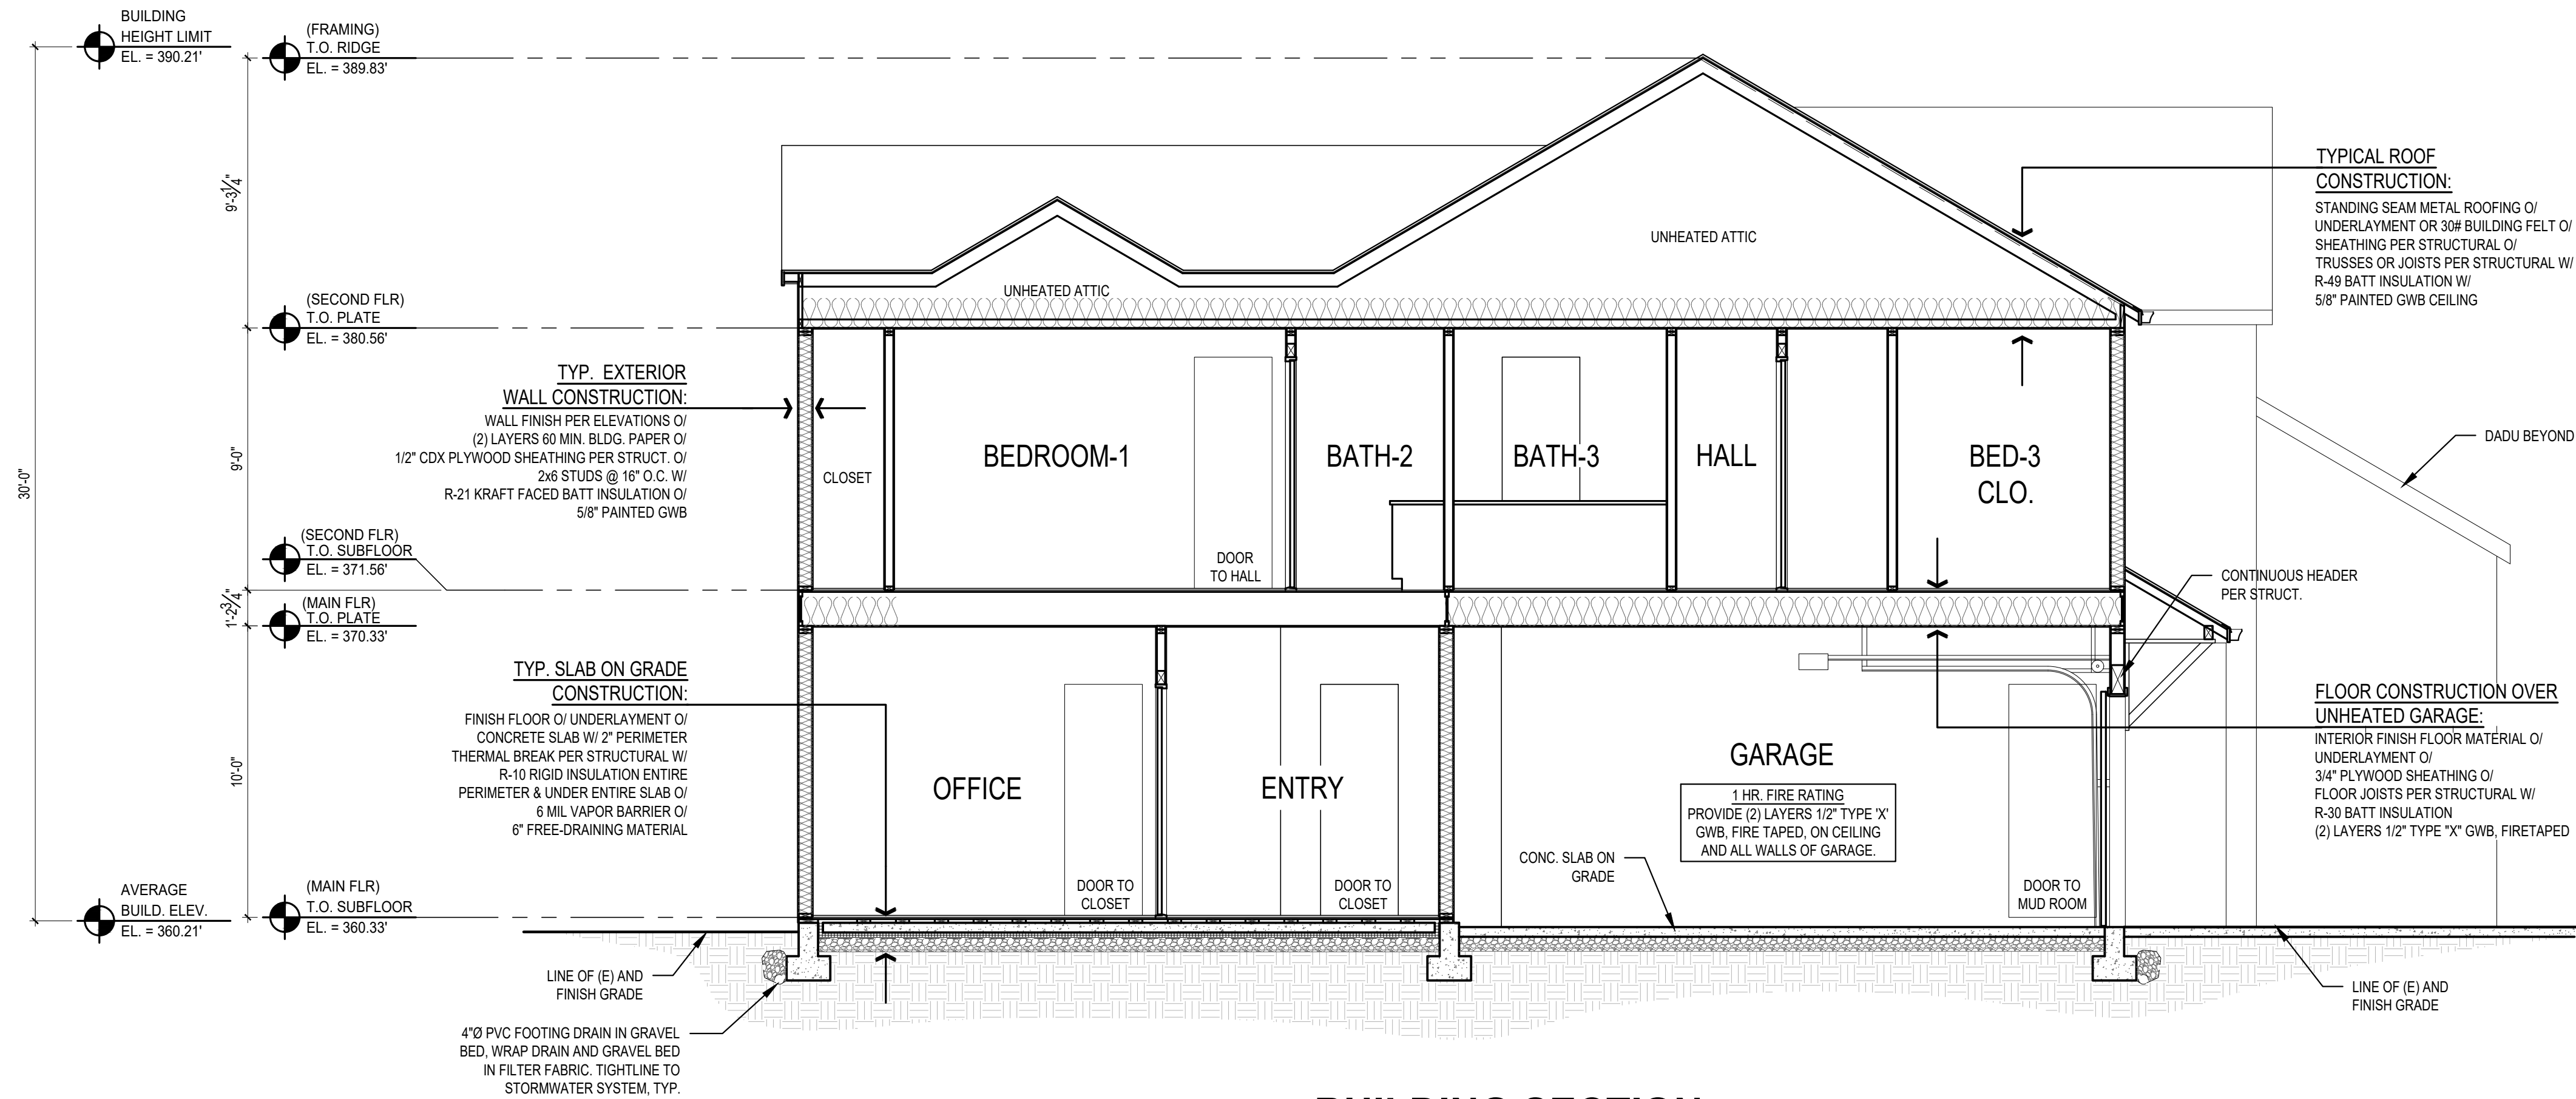 BUILDING
HEIGHT LIMIT
EL. = 390.21'
(FRAMING)
T.O. RIDGE
EL. = 389.83'
9'-3 1/4"
(SECOND FLR)
T.O. PLATE
EL. = 380.56'
9'-0"
30'-0"
(SECOND FLR)
T.O. SUBFLOOR
EL. = 371.56'
1'-2 3/4"
(MAIN FLR)
T.O. PLATE
EL. = 370.33'
10'-0"
AVERAGE
BUILD. ELEV.
EL. = 360.21'
(MAIN FLR)
T.O. SUBFLOOR
EL. = 360.33'
TYP. EXTERIOR
WALL CONSTRUCTION:
WALL FINISH PER ELEVATIONS O/
(2) LAYERS 60 MIN. BLDG. PAPER O/
1/2" CDX PLYWOOD SHEATHING PER STRUCT. O/
2x6 STUDS @ 16" O.C. W/
R-21 KRAFT FACED BATT INSULATION O/
5/8" PAINTED GWB
TYP. SLAB ON GRADE
CONSTRUCTION:
FINISH FLOOR O/ UNDERLAYMENT O/
CONCRETE SLAB W/ 2" PERIMETER
THERMAL BREAK PER STRUCTURAL W/
R-10 RIGID INSULATION ENTIRE
PERIMETER & UNDER ENTIRE SLAB O/
6 MIL VAPOR BARRIER O/
6" FREE-DRAINING MATERIAL
LINE OF (E) AND
FINISH GRADE
4"Ø PVC FOOTING DRAIN IN GRAVEL
BED, WRAP DRAIN AND GRAVEL BED
IN FILTER FABRIC. TIGHTLINE TO
STORMWATER SYSTEM, TYP.
UNHEATED ATTIC
UNHEATED ATTIC
CLOSET
BEDROOM-1
DOOR
TO HALL
BATH-2
BATH-3
HALL
BED-3
CLO.
OFFICE
DOOR TO
CLOSET
ENTRY
DOOR TO
CLOSET
GARAGE
1 HR. FIRE RATING
PROVIDE (2) LAYERS 1/2" TYPE 'X'
GWB, FIRE TAPED, ON CEILING
AND ALL WALLS OF GARAGE.
CONC. SLAB ON
GRADE
DOOR TO
MUD ROOM
TYPICAL ROOF
CONSTRUCTION:
STANDING SEAM METAL ROOFING O/
UNDERLAYMENT OR 30# BUILDING FELT O/
SHEATHING PER STRUCTURAL O/
TRUSSES OR JOISTS PER STRUCTURAL W/
R-49 BATT INSULATION W/
5/8" PAINTED GWB CEILING
DADU BEYOND
CONTINUOUS HEADER
PER STRUCT.
FLOOR CONSTRUCTION OVER
UNHEATED GARAGE:
INTERIOR FINISH FLOOR MATERIAL O/
UNDERLAYMENT O/
3/4" PLYWOOD SHEATHING O/
FLOOR JOISTS PER STRUCTURAL W/
R-30 BATT INSULATION
(2) LAYERS 1/2" TYPE "X" GWB, FIRETAPED
LINE OF (E) AND
FINISH GRADE
BUILDING SECTION